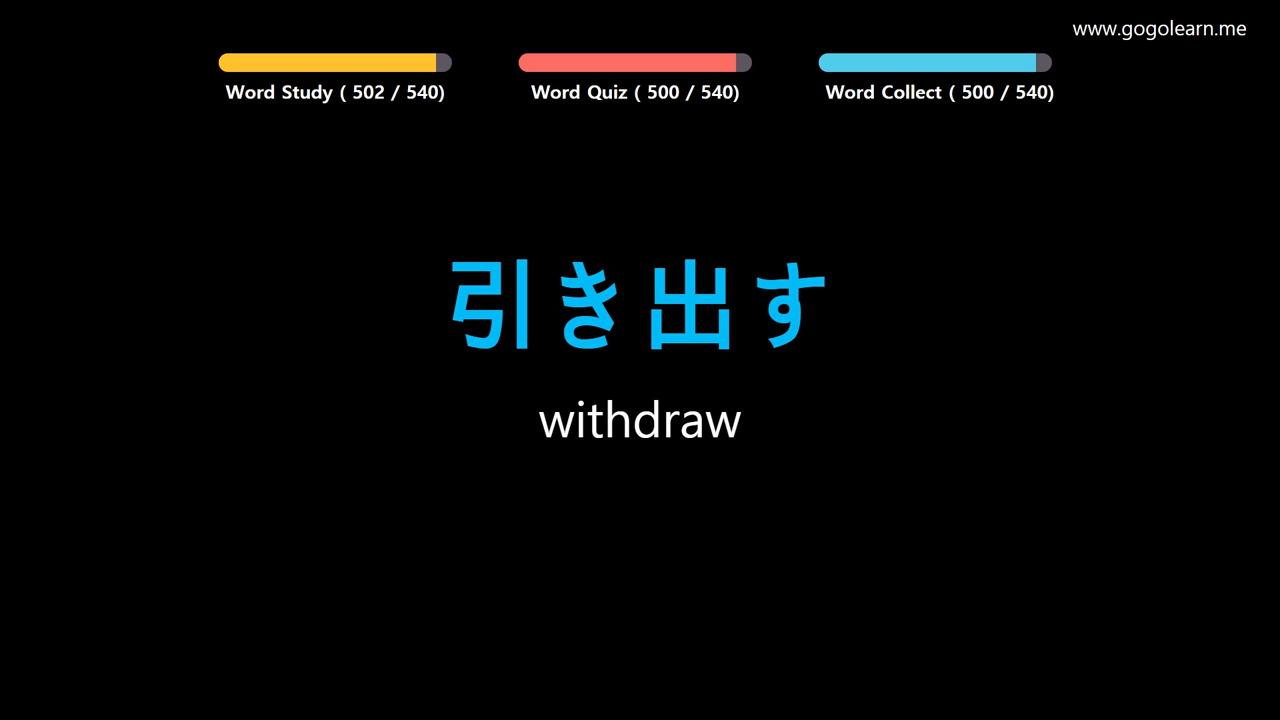 www.gogolearn.me
Word Study ( 502 / 540)
Word Quiz ( 500 / 540)
Word Collect ( 500 / 540)
引き出す
withdraw